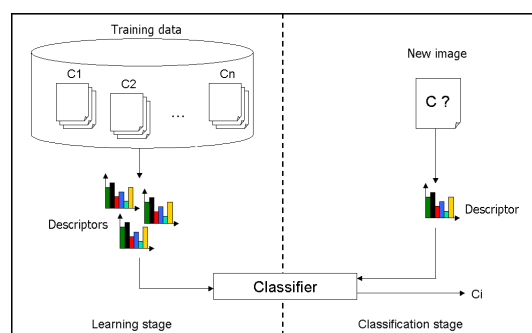 Training data
C1
C2
...
Cn
Descriptors
Learning stage
New image
C ?
Descriptor
Classifier
Ci
Classification stage